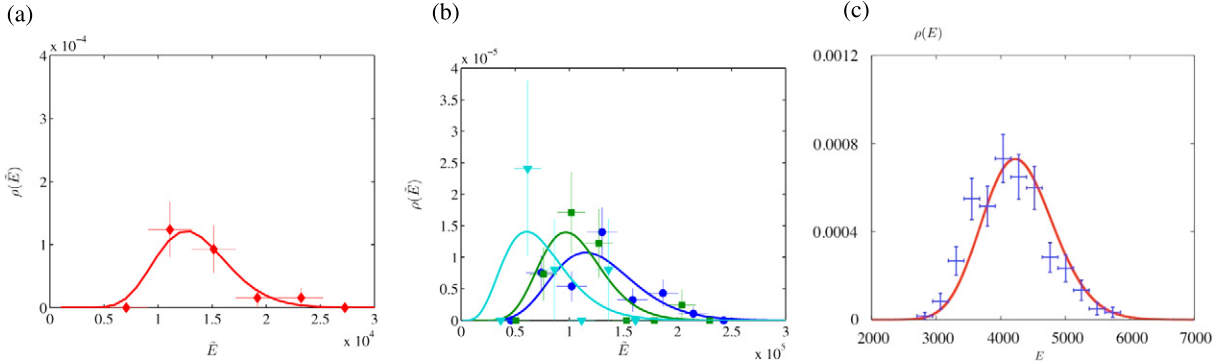 (a)
x 10⁻⁴
4
3
2
1
0
ρ(Ẽ)
0 0.5 1 1.5 2 2.5 3
x 10⁴
Ẽ
(b)
x 10⁻⁵
4
3.5
3
2.5
2
1.5
1
0.5
0
ρ(Ẽ)
0 0.5 1 1.5 2 2.5 3
x 10⁵
Ẽ
(c)
ρ(E)
0.0012
0.0008
0.0004
0
2000 3000 4000 5000 6000 7000
E